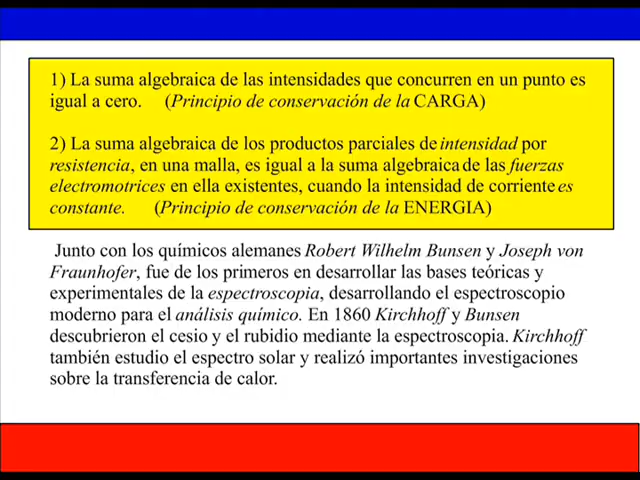 1) La suma algebraica de las intensidades que concurren en un punto es
igual a cero. (Principio de conservación de la CARGA)
2) La suma algebraica de los productos parciales de intensidad por
resistencia, en una malla, es igual a la suma algebraica de las fuerzas
electromotrices en ella existentes, cuando la intensidad de corriente es
constante. (Principio de conservación de la ENERGIA)
Junto con los químicos alemanes Robert Wilhelm Bunsen y Joseph von
Fraunhofer, fue de los primeros en desarrollar las bases teóricas y
experimentales de la espectroscopia, desarrollando el espectroscopio
moderno para el análisis químico. En 1860 Kirchhoff y Bunsen
descubrieron el cesio y el rubidio mediante la espectroscopia. Kirchhoff
también estudio el espectro solar y realizó importantes investigaciones
sobre la transferencia de calor.